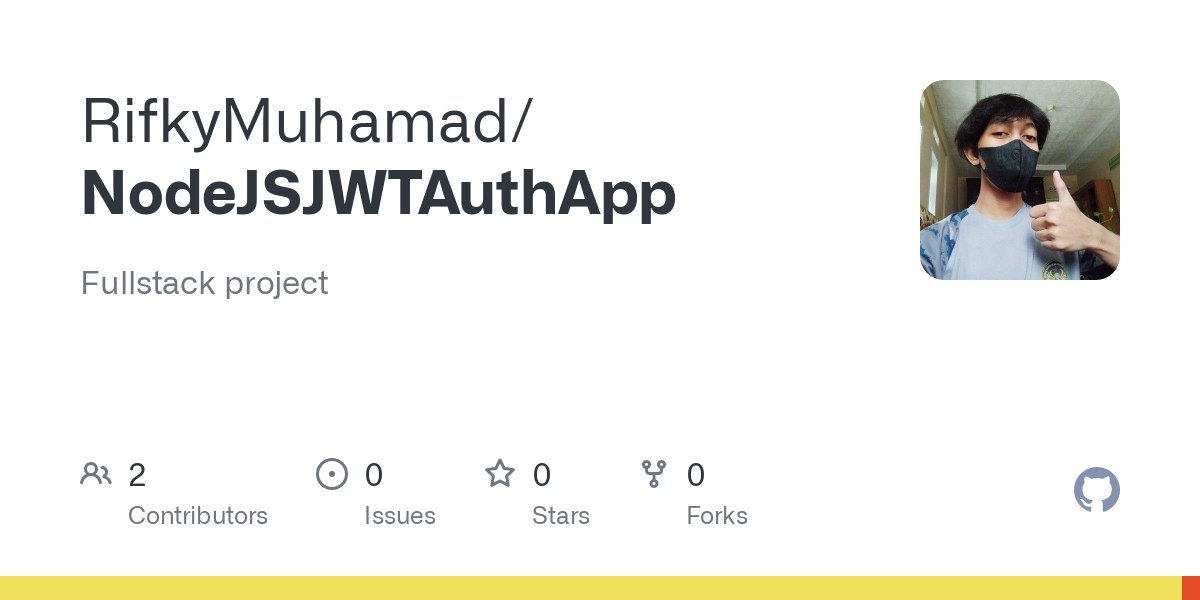 RifkyMuhamad/
NodeJSJWTAuthApp
Fullstack project
2
Contributors
0
Issues
0
Stars
0
Forks